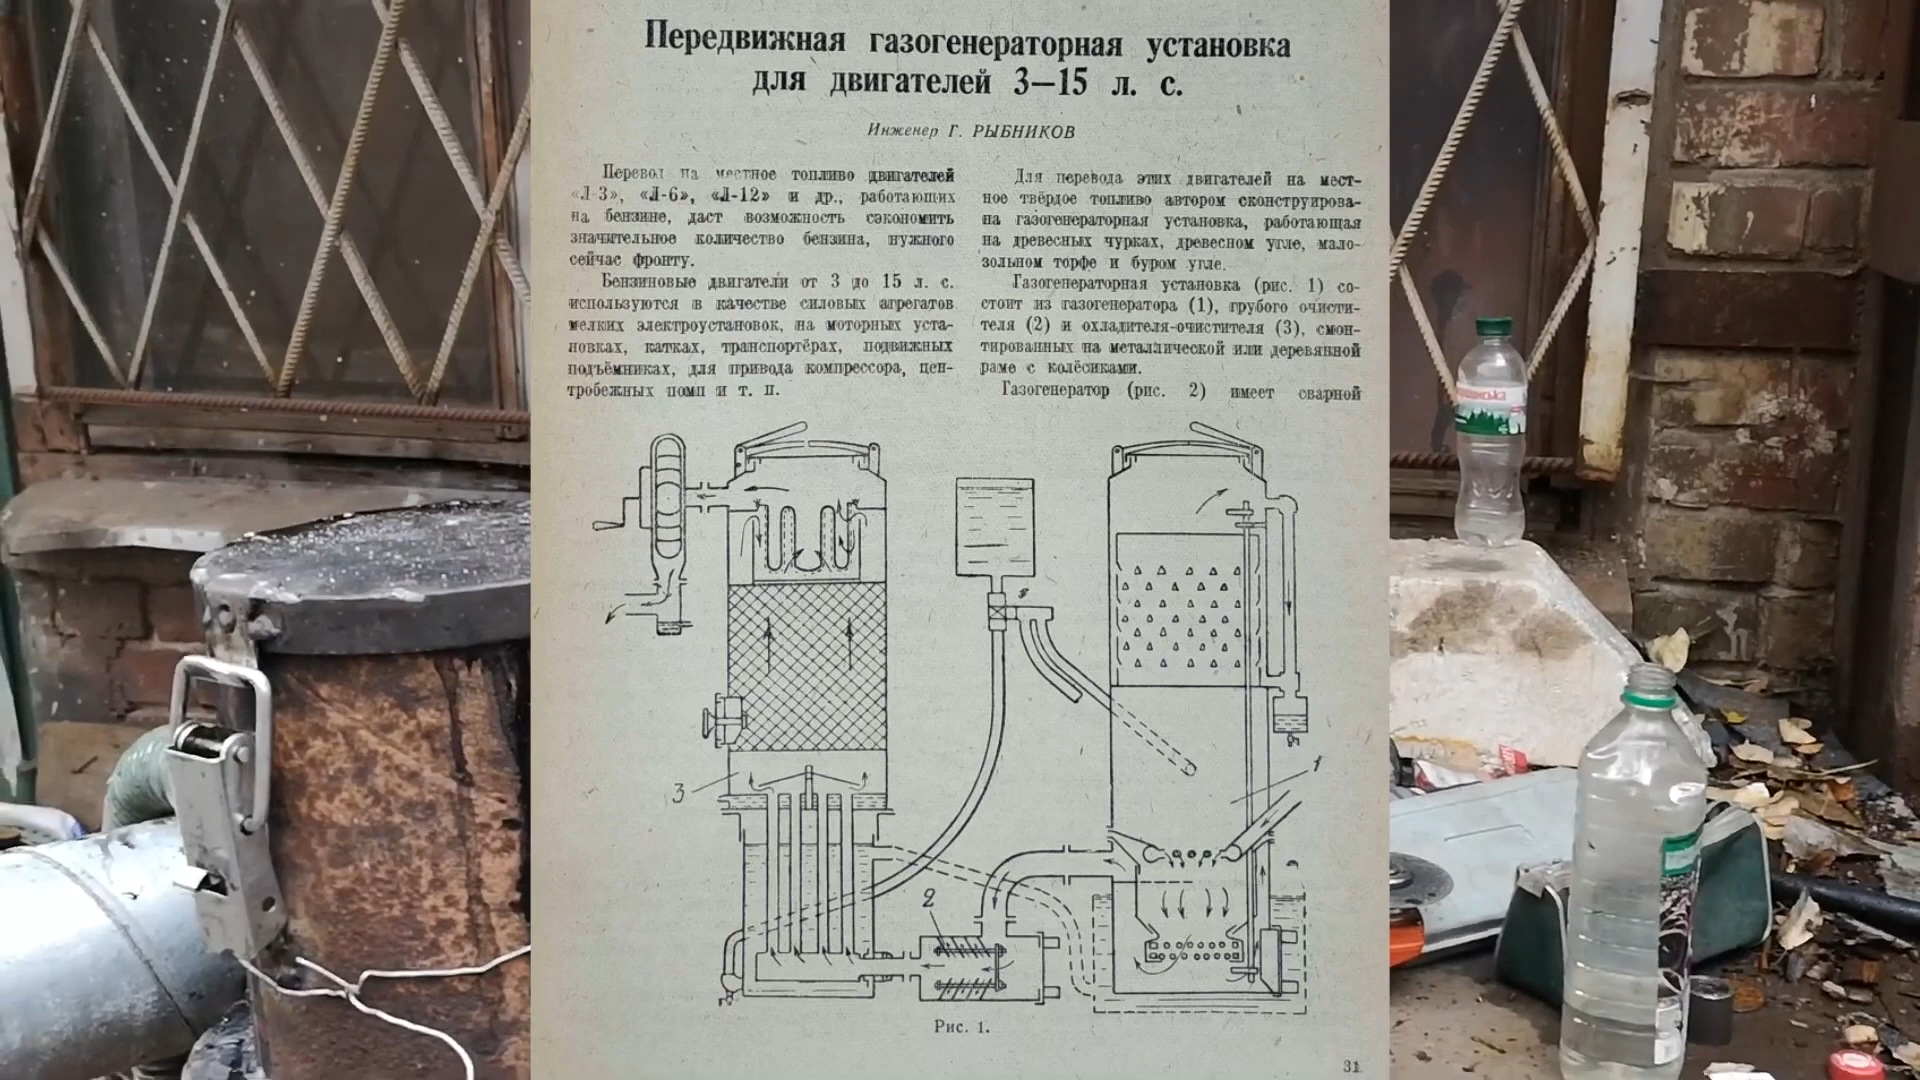 Передвижная газогенераторная установка
для двигателей 3—15 л. с.
Инженер Г. РЫБНИКОВ
Перевод на местное топливо двигателей
«Л-3», «Л-6», «Л-12» и др., работающих
на бензине, даст возможность сэкономить
значительное количество бензина, нужного
сейчас фронту.
Бензиновые двигатели от 3 до 15 л. с.
используются в качестве силовых агрегатов
мелких электроустановок, на моторных уста-
новках, катках, транспортёрах, подвижных
подъёмниках, для привода компрессора, цен-
тробежных помп и т. п.
Для перевода этих двигателей на мест-
ное твёрдое топливо автором сконструирова-
на газогенераторная установка, работающая
на древесных чурках, древесном угле, мало-
зольном торфе и буром угле.
Газогенераторная установка (рис. 1) со-
стоит из газогенератора (1), грубого очисти-
теля (2) и охладителя-очистителя (3), смон-
тированных на металлической или деревянной
раме с колёсиками.
Газогенератор (рис. 2) имеет сварной
3
2
1
Рис. 1.
31